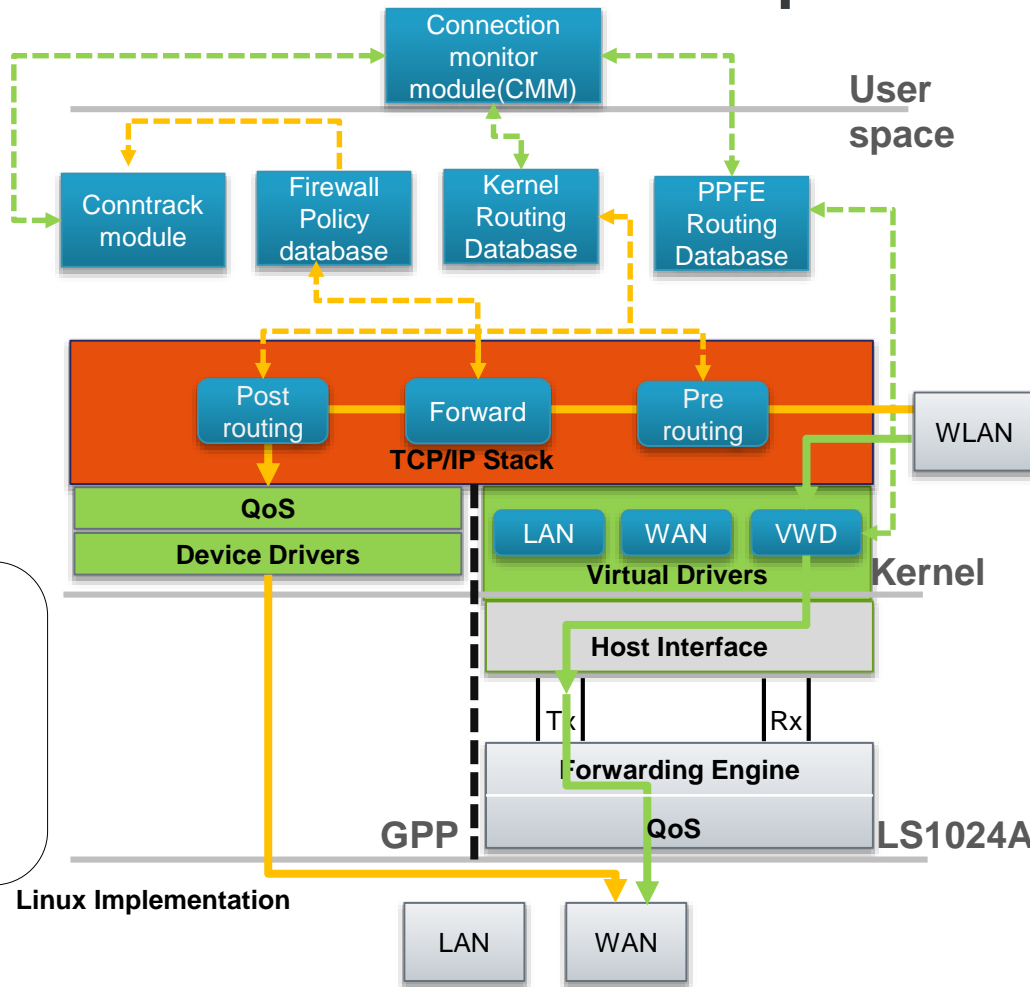 Connection
monitor
module(CMM)
User
space
Conntrack
module
Firewall
Policy
database
Kernel
Routing
Database
PPFE
Routing
Database
Post
routing
Forward
Pre
routing
WLAN
TCP/IP Stack
QoS
Device Drivers
LAN
WAN
VWD
Virtual Drivers
Kernel
Host Interface
Tx
Rx
Forwarding Engine
QoS
GPP
LS1024A
Linux Implementation
LAN
WAN